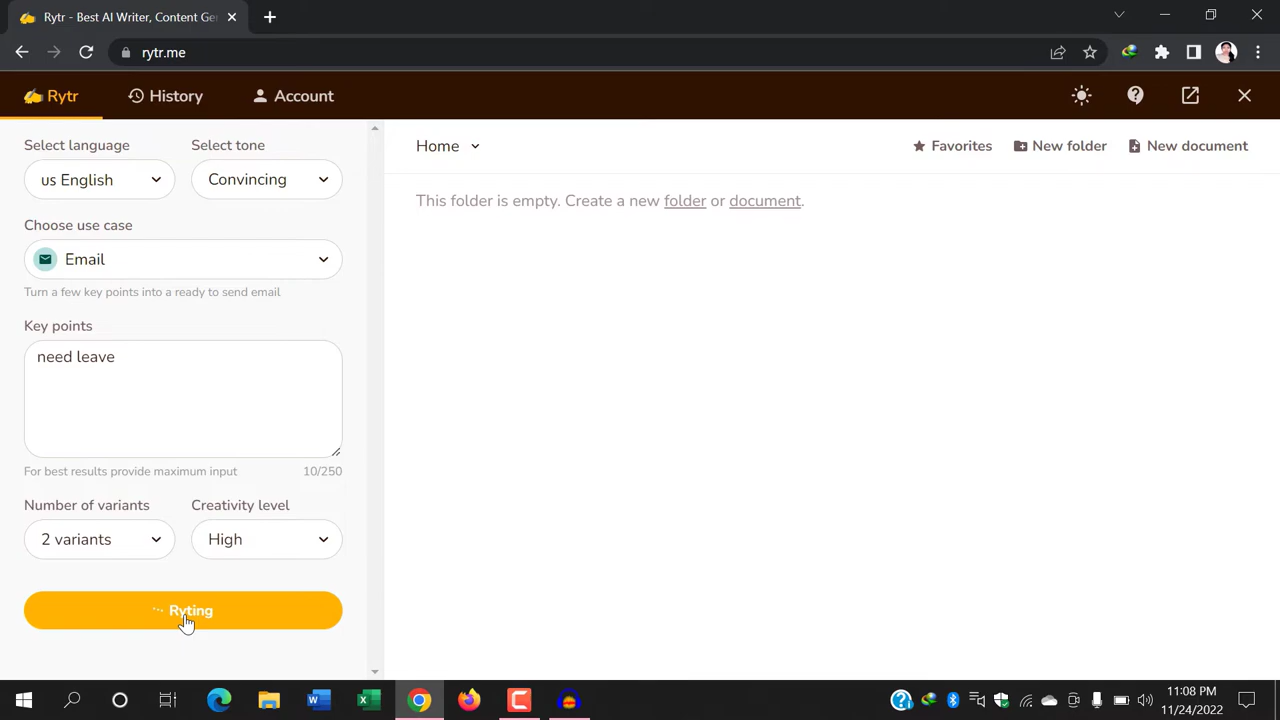 Rytr - Best AI Writer, Content Ge
rytr.me
Rytr
History
Account
Select language
Select tone
us English
Convincing
Choose use case
Email
Turn a few key points into a ready to send email
Key points
need leave
For best results provide maximum input
10/250
Number of variants
Creativity level
2 variants
High
Ryting
Home
Favorites
New folder
New document
This folder is empty. Create a new folder or document.
11:08 PM
11/24/2022